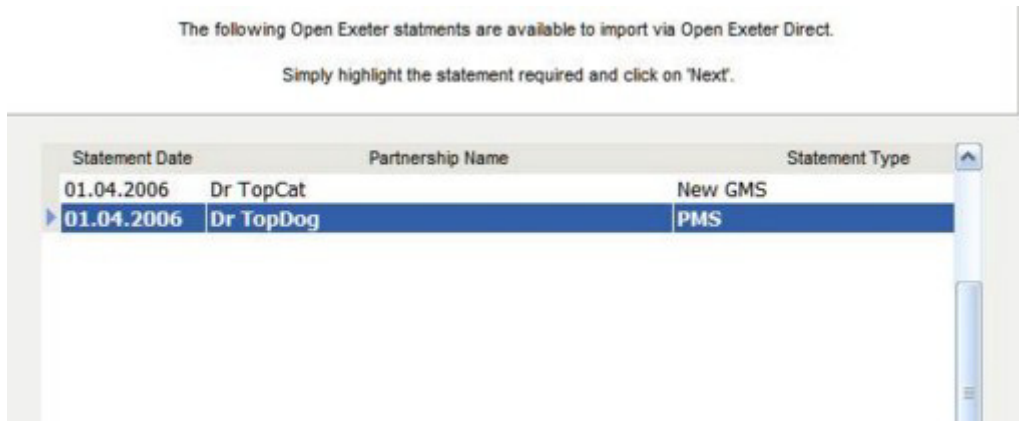 The following Open Exeter statments are available to import via Open Exeter Direct.
Simply highlight the statement required and click on 'Next'.
Statement Date Partnership Name Statement Type
01.04.2006 Dr TopCat New GMS
01.04.2006 Dr TopDog PMS